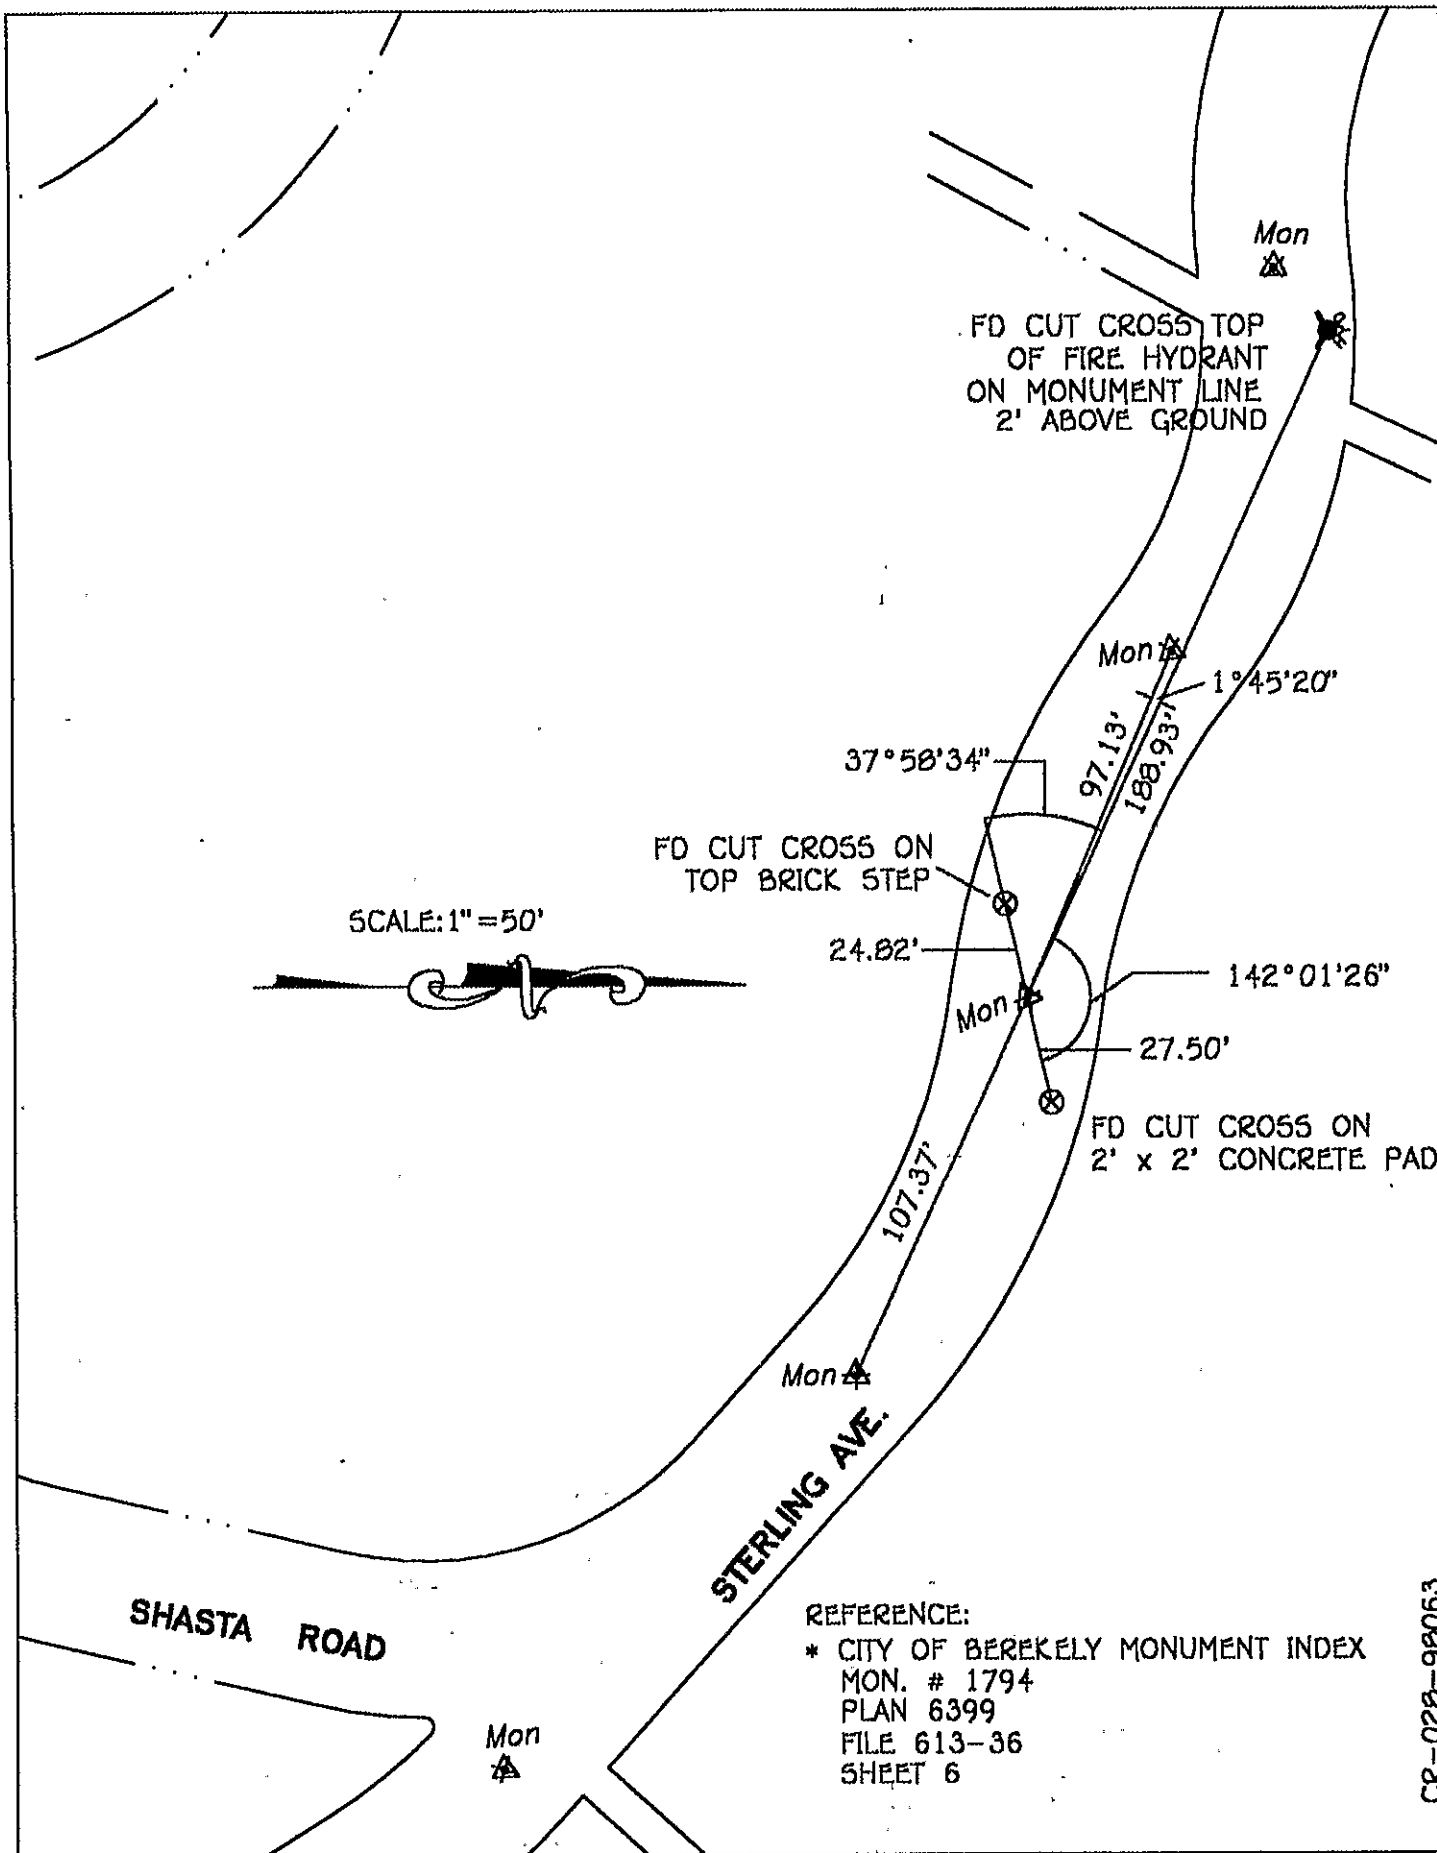 Mon
FD CUT CROSS TOP
OF FIRE HYDRANT
ON MONUMENT LINE
2' ABOVE GROUND
Mon
1°45'20"
97.13'
188.93'
37°58'34"
FD CUT CROSS ON
TOP BRICK STEP
SCALE: 1" = 50'
24.82'
142°01'26"
Mon
27.50'
FD CUT CROSS ON
2' x 2' CONCRETE PAD
107.37'
Mon
STERLING AVE.
SHASTA ROAD
Mon
REFERENCE:
* CITY OF BEREKELY MONUMENT INDEX
MON. # 1794
PLAN 6399
FILE 613-36
SHEET 6